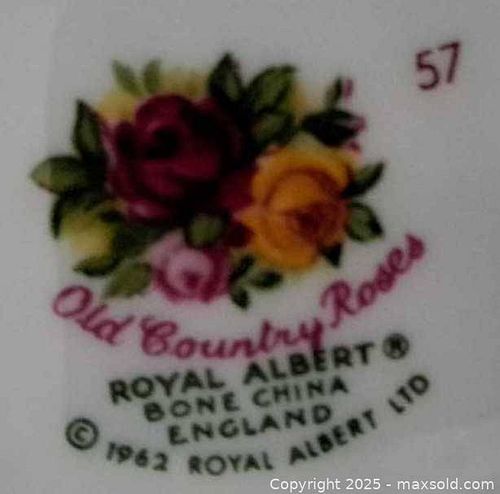 57
Old Country Roses
ROYAL ALBERT ®
BONE CHINA
ENGLAND
© 1962 ROYAL ALBERT LTD
Copyright © 2025 - maxsold.com